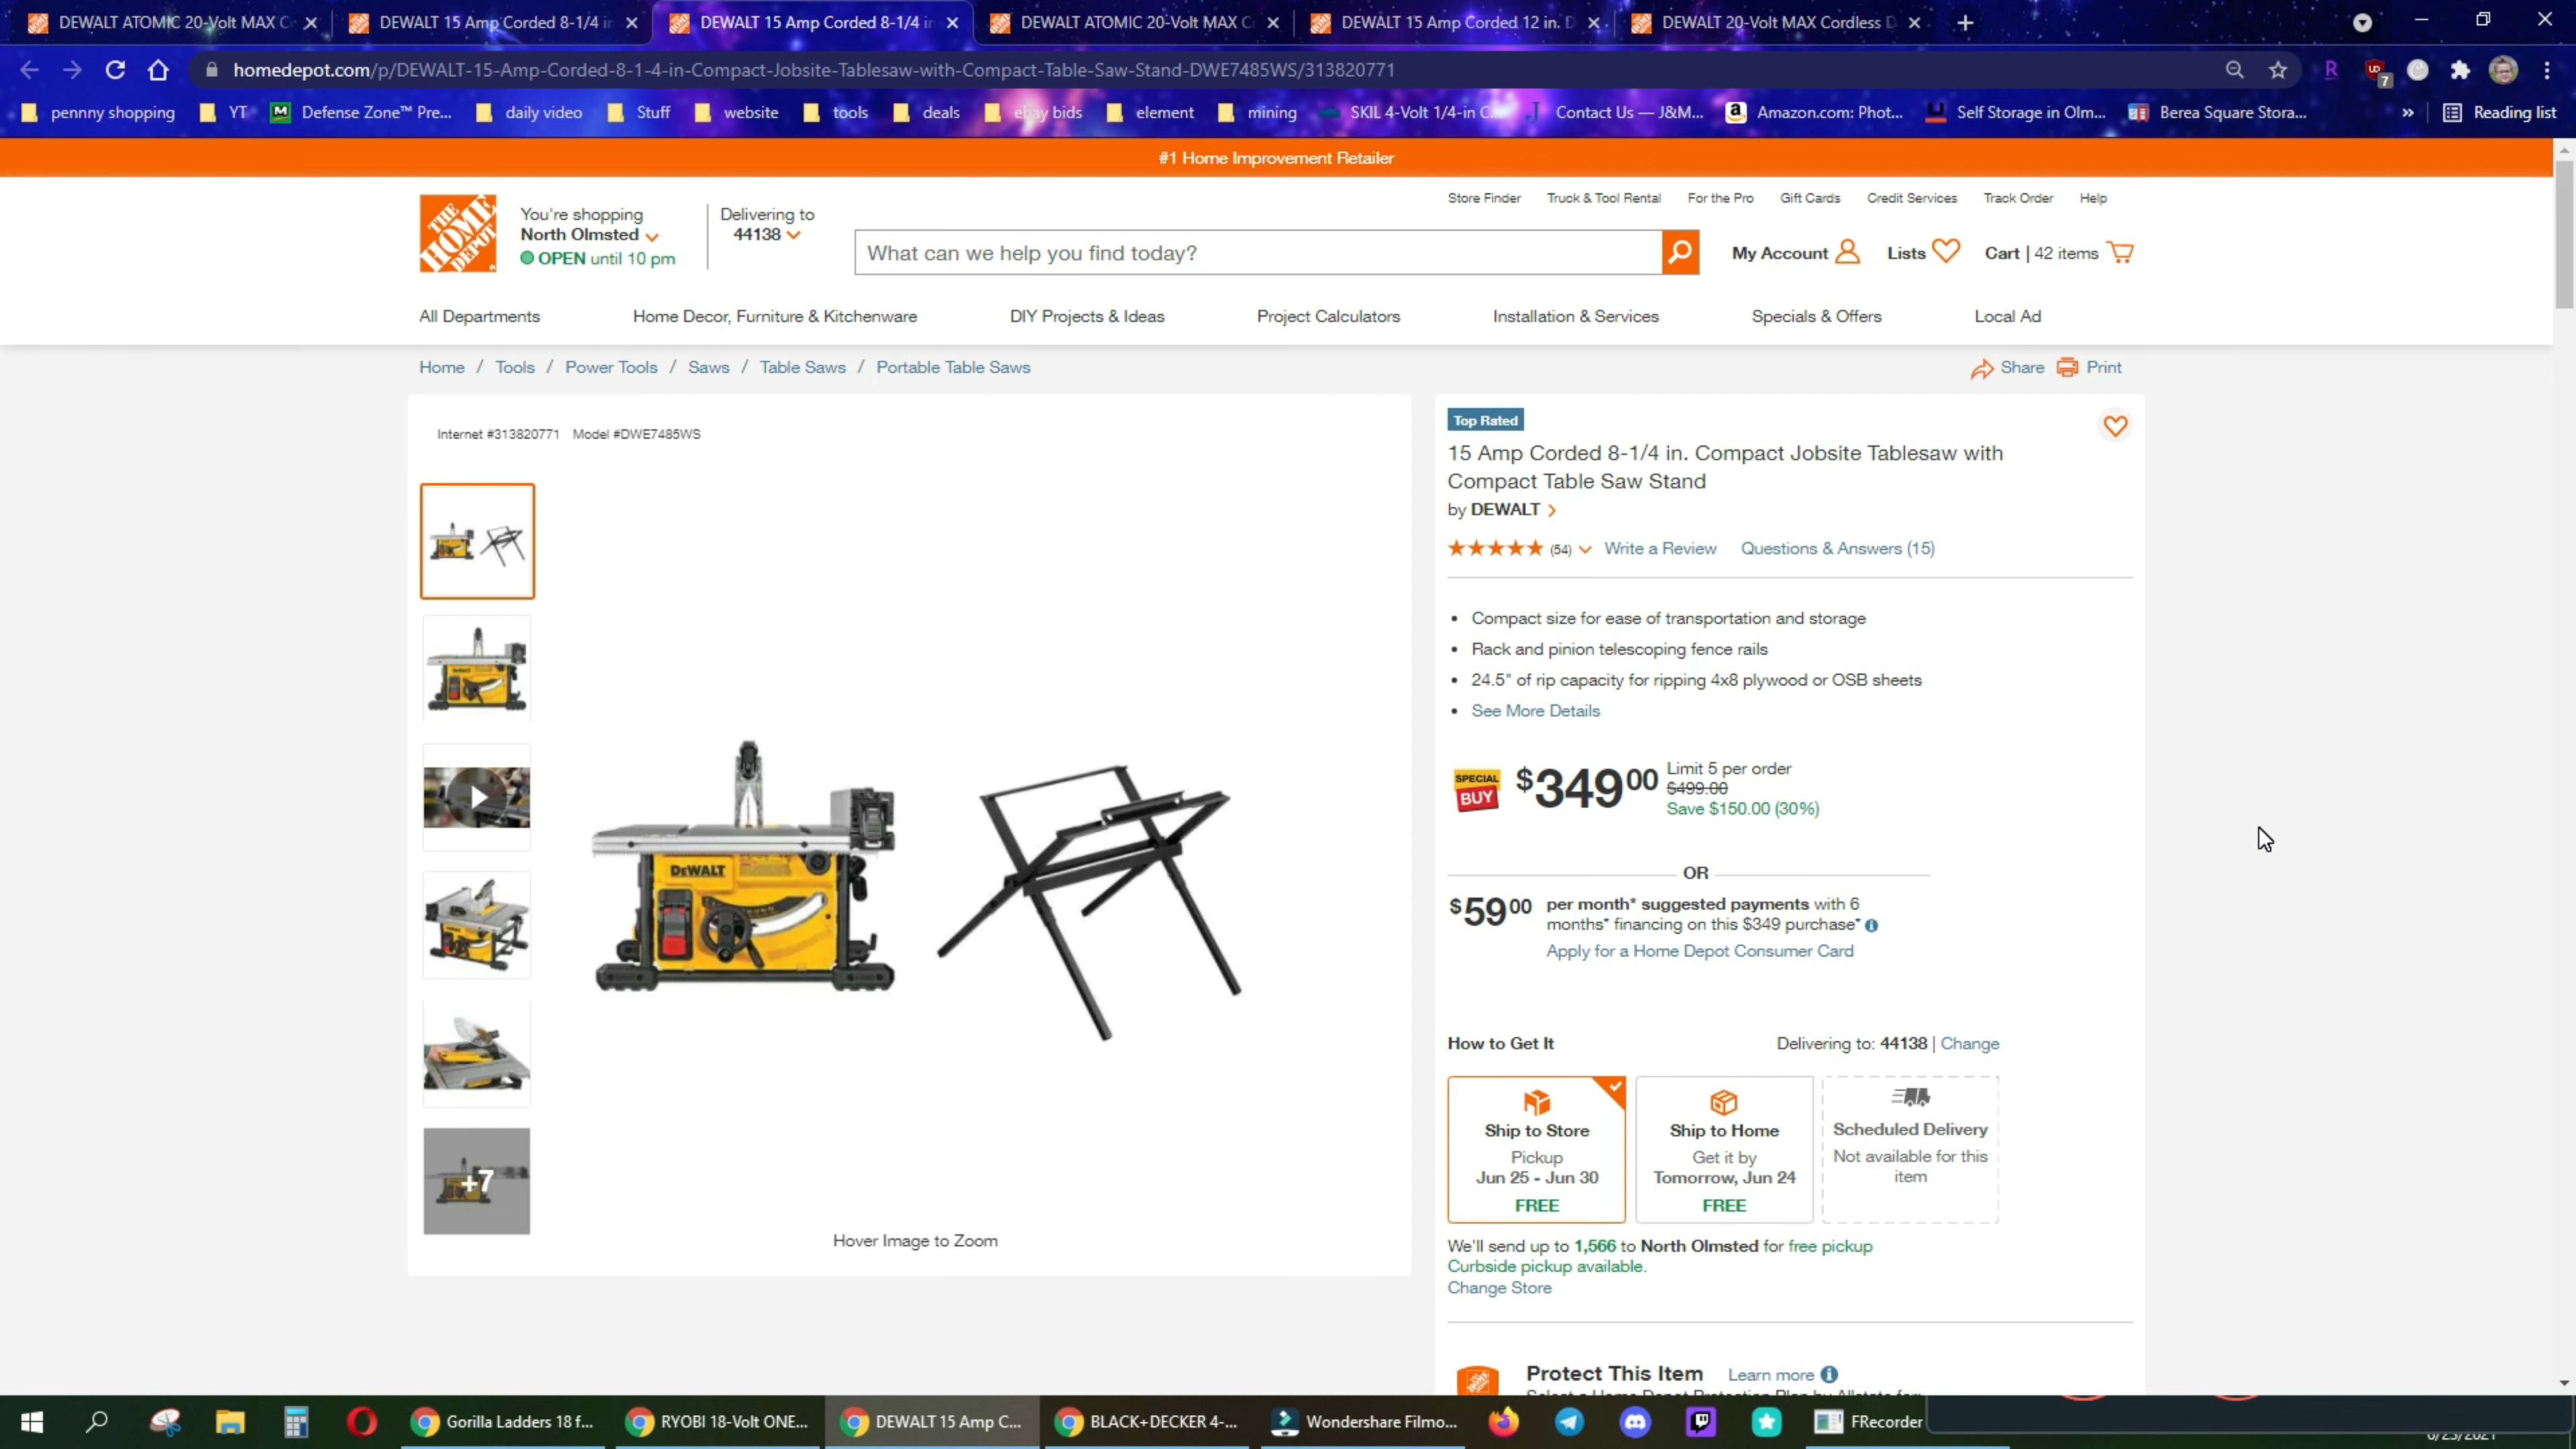 DEWALT ATOMIC 20-Volt MAX C
DEWALT 15 Amp Corded 8-1/4 in
DEWALT 15 Amp Corded 8-1/4 in
DEWALT ATOMIC 20-Volt MAX C
DEWALT 15 Amp Corded 12 in. D
DEWALT 20-Volt MAX Cordless D
homedepot.com/p/DEWALT-15-Amp-Corded-8-1-4-in-Compact-Jobsite-Tablesaw-with-Compact-Table-Saw-Stand-DWE7485WS/313820771
R
7
pennny shopping
YT
Defense Zone™ Pre...
daily video
Stuff
website
tools
deals
ebay bids
element
mining
SKIL 4-Volt 1/4-in C...
Contact Us — J&M...
Amazon.com: Phot...
Self Storage in Olm...
Berea Square Stora...
»
Reading list
#1 Home Improvement Retailer
Store Finder
Truck & Tool Rental
For the Pro
Gift Cards
Credit Services
Track Order
Help
THE HOME DEPOT
You're shopping
North Olmsted
OPEN until 10 pm
Delivering to
44138
What can we help you find today?
My Account
Lists
Cart | 42 items
All Departments
Home Decor, Furniture & Kitchenware
DIY Projects & Ideas
Project Calculators
Installation & Services
Specials & Offers
Local Ad
Home / Tools / Power Tools / Saws / Table Saws / Portable Table Saws
Share
Print
Internet #313820771 Model #DWE7485WS
DEWALT
+7
Hover Image to Zoom
Top Rated
15 Amp Corded 8-1/4 in. Compact Jobsite Tablesaw with
Compact Table Saw Stand
by DEWALT
(54)
Write a Review
Questions & Answers (15)
• Compact size for ease of transportation and storage
• Rack and pinion telescoping fence rails
• 24.5" of rip capacity for ripping 4x8 plywood or OSB sheets
• See More Details
SPECIAL
BUY
$349 00
Limit 5 per order
$499.00
Save $150.00 (30%)
OR
$59 00
per month* suggested payments with 6
months* financing on this $349 purchase*
Apply for a Home Depot Consumer Card
How to Get It
Delivering to: 44138 | Change
Ship to Store
Pickup
Jun 25 - Jun 30
FREE
Ship to Home
Get it by
Tomorrow, Jun 24
FREE
Scheduled Delivery
Not available for this
item
We'll send up to 1,566 to North Olmsted for free pickup
Curbside pickup available.
Change Store
Protect This Item
Learn more
Gorilla Ladders 18 f...
RYOBI 18-Volt ONE...
DEWALT 15 Amp C...
BLACK+DECKER 4-...
Wondershare Filmo...
FRecorder